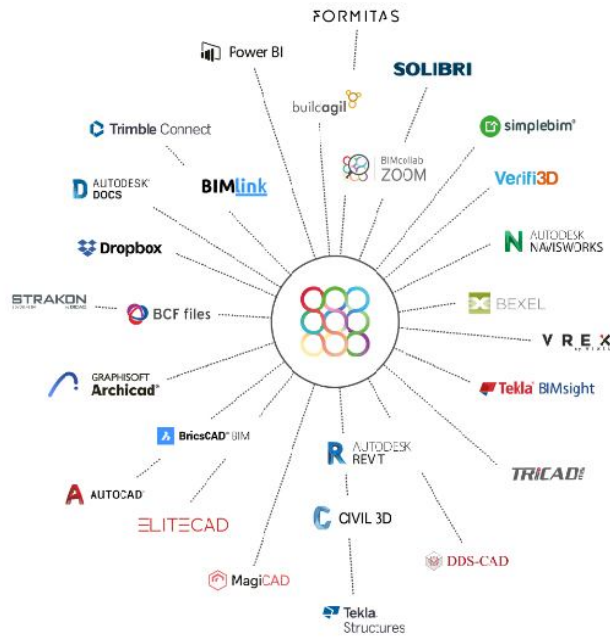 FORMITAS
Power BI
SOLIBRI
buildagil
simplebim®
Trimble Connect
BIMcollab
ZOOM
AUTODESK®
DOCS
BIMlink
Verifi3D
Dropbox
AUTODESK
NAVISWORKS
STRAKON
BCF files
BEXEL
VREX
GRAPHISOFT
Archicad®
Tekla® BIMsight
BricsCAD® BIM
AUTODESK
REVIT
TRICAD
AUTOCAD
ELITECAD
CIVIL 3D
DDS-CAD
MagiCAD
Tekla
Structures